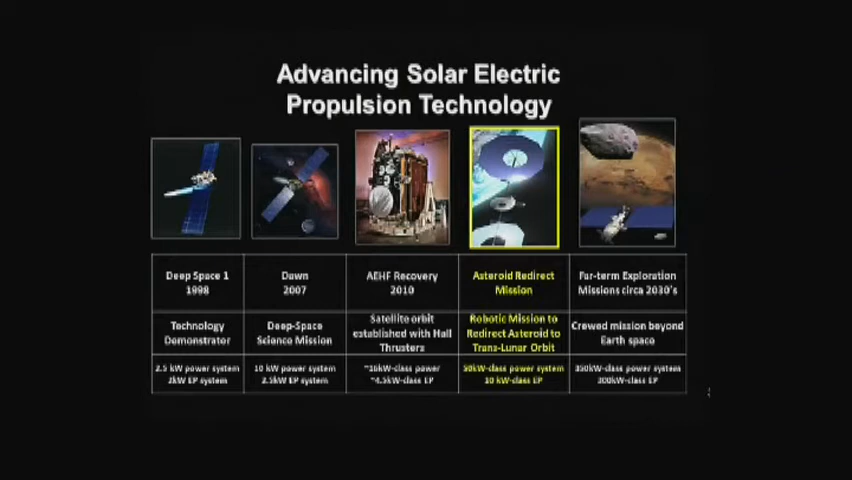 Advancing Solar Electric
Propulsion Technology
Deep Space 1
1998
Dawn
2007
AEHF Recovery
2010
Asteroid Redirect
Mission
Far-term Exploration
Missions circa 2030's
Technology
Demonstrator
Deep-Space
Science Mission
Satellite orbit
established with Hall
Thrusters
Robotic Mission to
Redirect Asteroid to
Trans-Lunar Orbit
Crewed mission beyond
Earth space
2.5 kW power system
2kW EP system
10 kW power system
2.5kW EP system
~16kW-class power
~4.5kW-class EP
50kW-class power system
10 kW-class EP
350kW-class power system
300kW-class EP